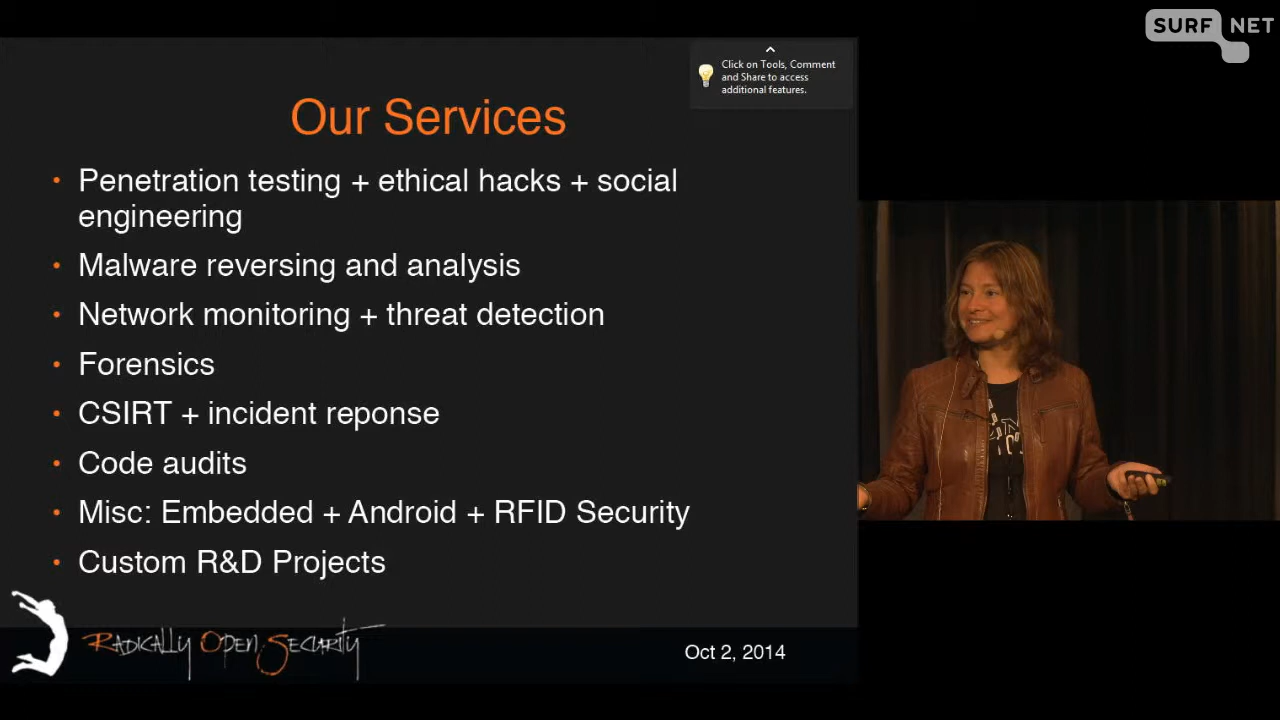 SURF NET
Click on Tools, Comment
and Share to access
additional features.
Our Services
Penetration testing + ethical hacks + social
engineering
Malware reversing and analysis
Network monitoring + threat detection
Forensics
CSIRT + incident reponse
Code audits
Misc: Embedded + Android + RFID Security
Custom R&D Projects
RADICALLY OPEN SECURITY
Oct 2, 2014